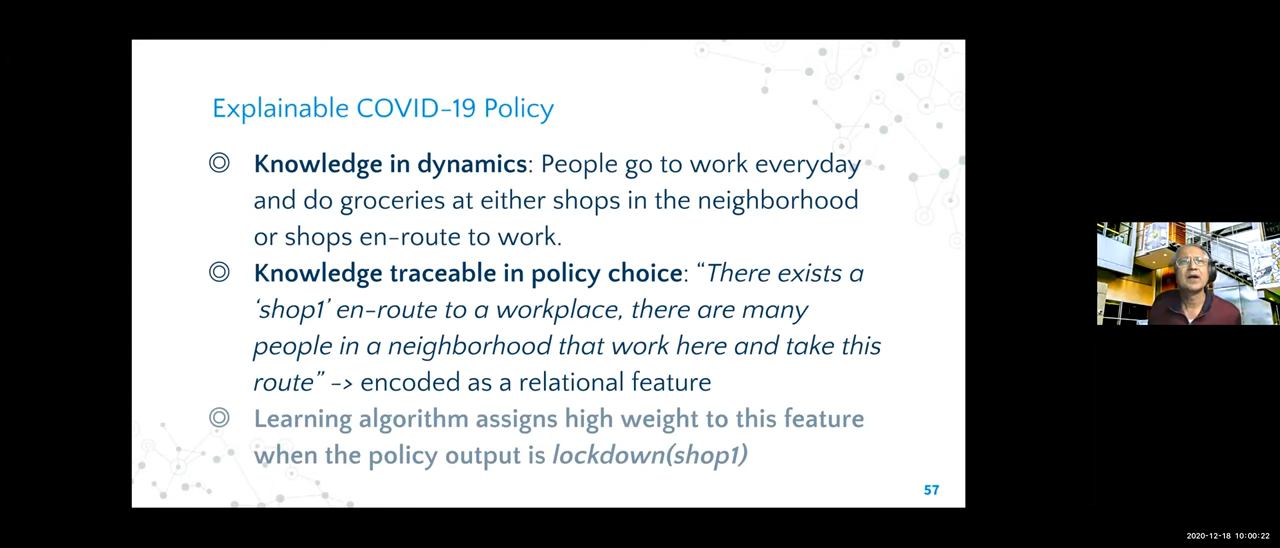 Explainable COVID-19 Policy
Knowledge in dynamics: People go to work everyday
and do groceries at either shops in the neighborhood
or shops en-route to work.
Knowledge traceable in policy choice: “There exists a
‘shop1’ en-route to a workplace, there are many
people in a neighborhood that work here and take this
route” -> encoded as a relational feature
Learning algorithm assigns high weight to this feature
when the policy output is lockdown(shop1)
57
2020-12-18 10:00:22